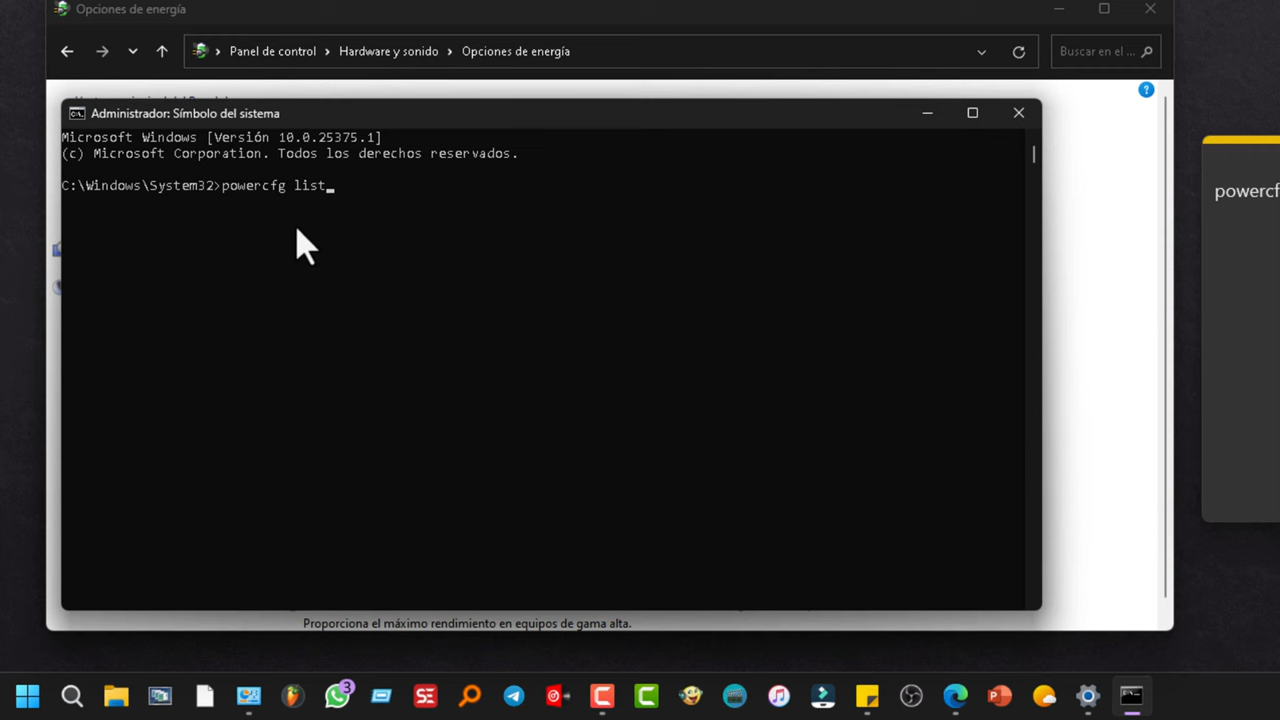 Opciones de energía
Panel de control > Hardware y sonido > Opciones de energía
Buscar en el ...
Administrador: Símbolo del sistema
Microsoft Windows [Versión 10.0.25375.1]
(c) Microsoft Corporation. Todos los derechos reservados.
C:\Windows\System32>powercfg list
powercf
Proporciona el máximo rendimiento en equipos de gama alta.
SE
3